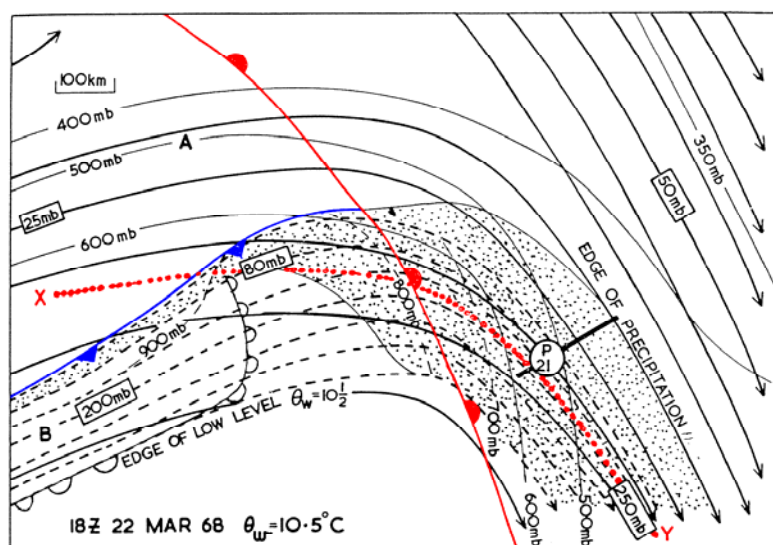 100km
400mb
A
500mb
350mb
50mb
25mb
600mb
80mb
EDGE OF PRECIPITATION
X
800mb
900mb
P
21
200mb
700mb
B
EDGE OF LOW LEVEL θw=10½
250mb
600mb
500mb
Y
18Z 22 MAR 68 θw=10·5°C